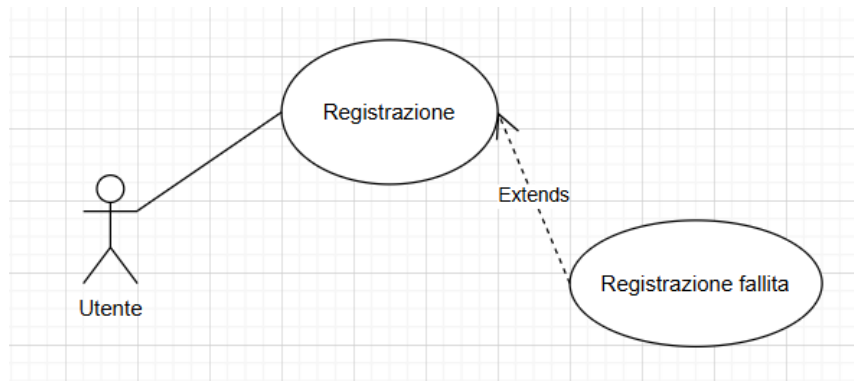 Registrazione
Extends
Registrazione fallita
Utente